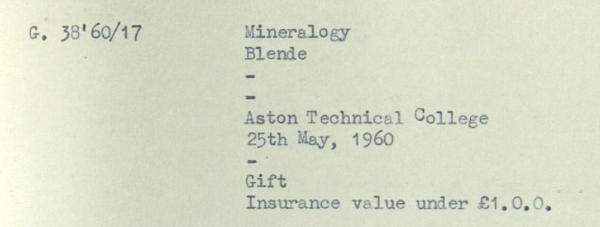 G. 38'60/17 Mineralogy
Blende
-
-
Aston Technical College
25th May, 1960
-
Gift
Insurance value under £1.0.0.